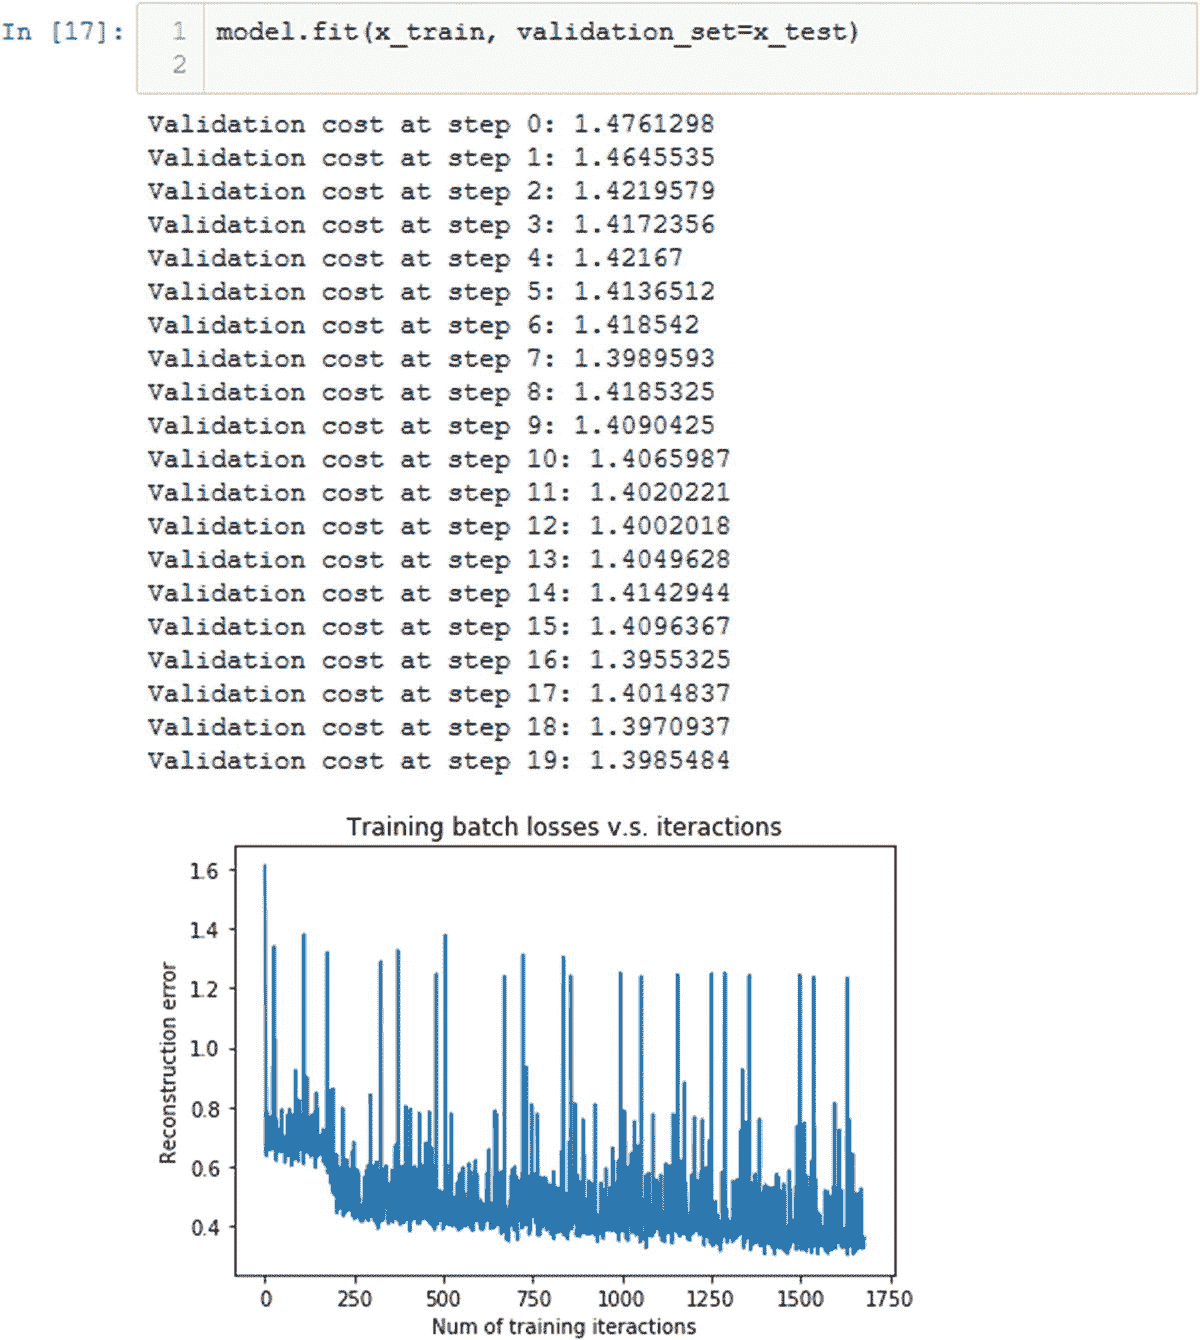 In [17]: 1 model.fit(x_train, validation_set=x_test)
2
Validation cost at step 0: 1.4761298
Validation cost at step 1: 1.4645535
Validation cost at step 2: 1.4219579
Validation cost at step 3: 1.4172356
Validation cost at step 4: 1.42167
Validation cost at step 5: 1.4136512
Validation cost at step 6: 1.418542
Validation cost at step 7: 1.3989593
Validation cost at step 8: 1.4185325
Validation cost at step 9: 1.4090425
Validation cost at step 10: 1.4065987
Validation cost at step 11: 1.4020221
Validation cost at step 12: 1.4002018
Validation cost at step 13: 1.4049628
Validation cost at step 14: 1.4142944
Validation cost at step 15: 1.4096367
Validation cost at step 16: 1.3955325
Validation cost at step 17: 1.4014837
Validation cost at step 18: 1.3970937
Validation cost at step 19: 1.3985484
Training batch losses v.s. iteractions
Reconstruction error
1.6
1.4
1.2
1.0
0.8
0.6
0.4
0 250 500 750 1000 1250 1500 1750
Num of training iteractions